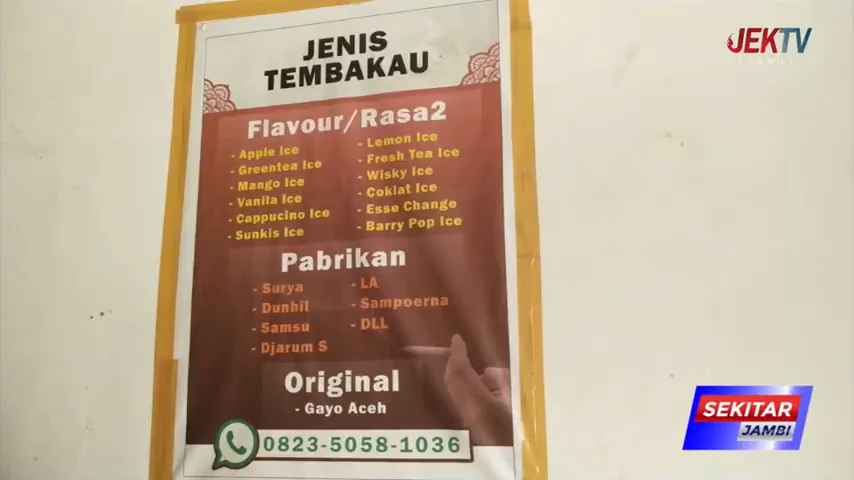 JEKTV
JENIS
TEMBAKAU
Flavour/Rasa2
- Apple Ice
- Greentea Ice
- Mango Ice
- Vanila Ice
- Cappucino Ice
- Sunkis Ice
- Lemon Ice
- Fresh Tea Ice
- Wisky Ice
- Coklat Ice
- Esse Change
- Barry Pop Ice
Pabrikan
- Surya
- Dunhil
- Samsu
- Djarum S
- LA
- Sampoerna
- DLL
Original
- Gayo Aceh
0823-5058-1036
SEKITAR
JAMBI